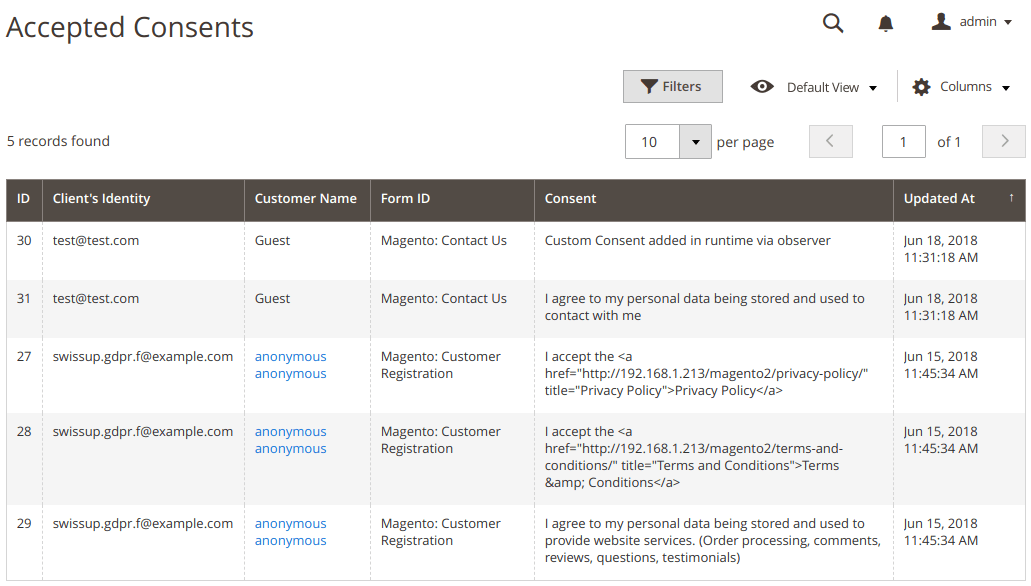 Accepted Consents
admin
Filters
Default View
Columns
5 records found
10
per page
1
of 1
ID Client's Identity Customer Name Form ID Consent Updated At ↑
30 test@test.com Guest Magento: Contact Us Custom Consent added in runtime via observer Jun 18, 2018
11:31:18 AM
31 test@test.com Guest Magento: Contact Us I agree to my personal data being stored and used to Jun 18, 2018
contact with me 11:31:18 AM
27 swissup.gdpr.f@example.com anonymous Magento: Customer I accept the <a Jun 15, 2018
anonymous Registration href="http://192.168.1.213/magento2/privacy-policy/" 11:45:34 AM
title="Privacy Policy">Privacy Policy</a>
28 swissup.gdpr.f@example.com anonymous Magento: Customer I accept the <a Jun 15, 2018
anonymous Registration href="http://192.168.1.213/magento2/terms-and- 11:45:34 AM
conditions/" title="Terms and Conditions">Terms
&amp; Conditions</a>
29 swissup.gdpr.f@example.com anonymous Magento: Customer I agree to my personal data being stored and used to Jun 15, 2018
anonymous Registration provide website services. (Order processing, comments, 11:45:34 AM
reviews, questions, testimonials)